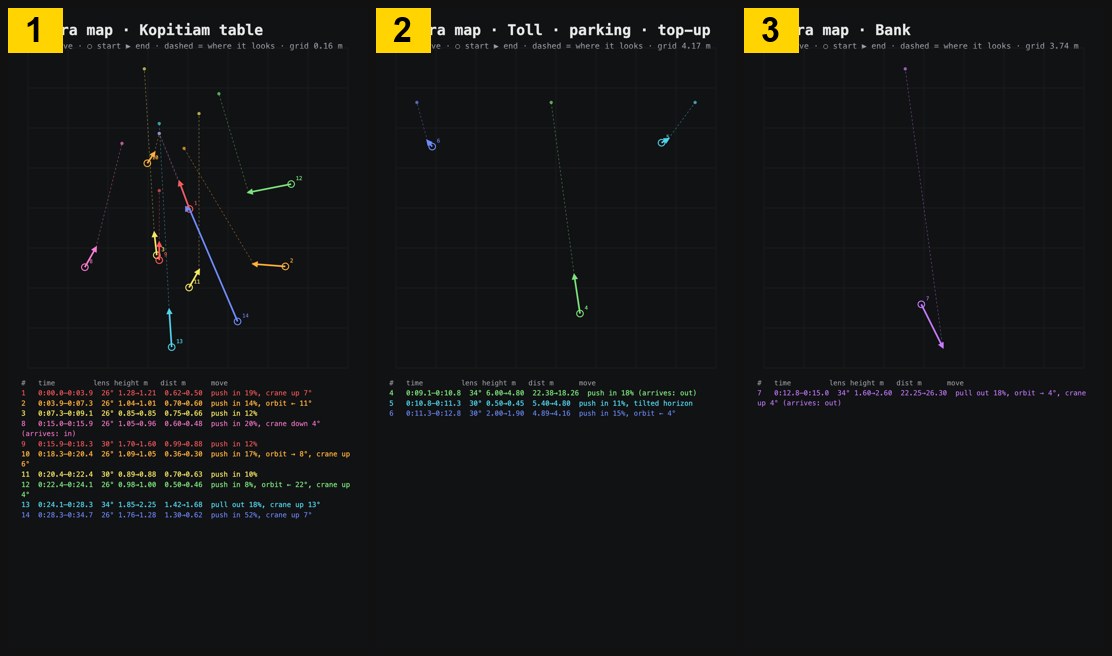 1
ra map · Kopitiam table
ve · ○ start ▶ end · dashed = where it looks · grid 0.16 m
12
1
2
11
14
13
# time lens height m dist m move
1 0:00.0–0:03.9 26° 1.28→1.21 0.62→0.50 push in 19%, crane up 7°
2 0:03.9–0:07.3 26° 1.04→1.01 0.70→0.60 push in 14%, orbit ← 11°
3 0:07.3–0:09.1 26° 0.85→0.85 0.75→0.66 push in 12%
8 0:15.0–0:15.9 26° 1.05→0.96 0.60→0.48 push in 20%, crane down 4°
(arrives: in)
9 0:15.9–0:18.3 30° 1.70→1.60 0.99→0.88 push in 12%
10 0:18.3–0:20.4 26° 1.09→1.05 0.36→0.30 push in 17%, orbit → 8°, crane up
6°
11 0:20.4–0:22.4 30° 0.89→0.88 0.70→0.63 push in 10%
12 0:22.4–0:24.1 26° 0.98→1.00 0.50→0.46 push in 8%, orbit ← 22°, crane up
4°
13 0:24.1–0:28.3 34° 1.85→2.25 1.42→1.68 pull out 18%, crane up 13°
14 0:28.3–0:34.7 26° 1.76→1.28 1.30→0.62 push in 52%, crane up 7°
2
ra map · Toll · parking · top-up
ve · ○ start ▶ end · dashed = where it looks · grid 4.17 m
6
4
# time lens height m dist m move
4 0:09.1–0:10.8 34° 6.00→4.80 22.38→18.26 push in 18% (arrives: out)
5 0:10.8–0:11.3 30° 0.50→0.45 5.40→4.80 push in 11%, tilted horizon
6 0:11.3–0:12.8 30° 2.00→1.90 4.89→4.16 push in 15%, orbit ← 4°
3
ra map · Bank
ve · ○ start ▶ end · dashed = where it looks · grid 3.74 m
7
# time lens height m dist m move
7 0:12.8–0:15.0 34° 1.60→2.60 22.25→26.30 pull out 18%, orbit → 4°, crane
up 4° (arrives: out)